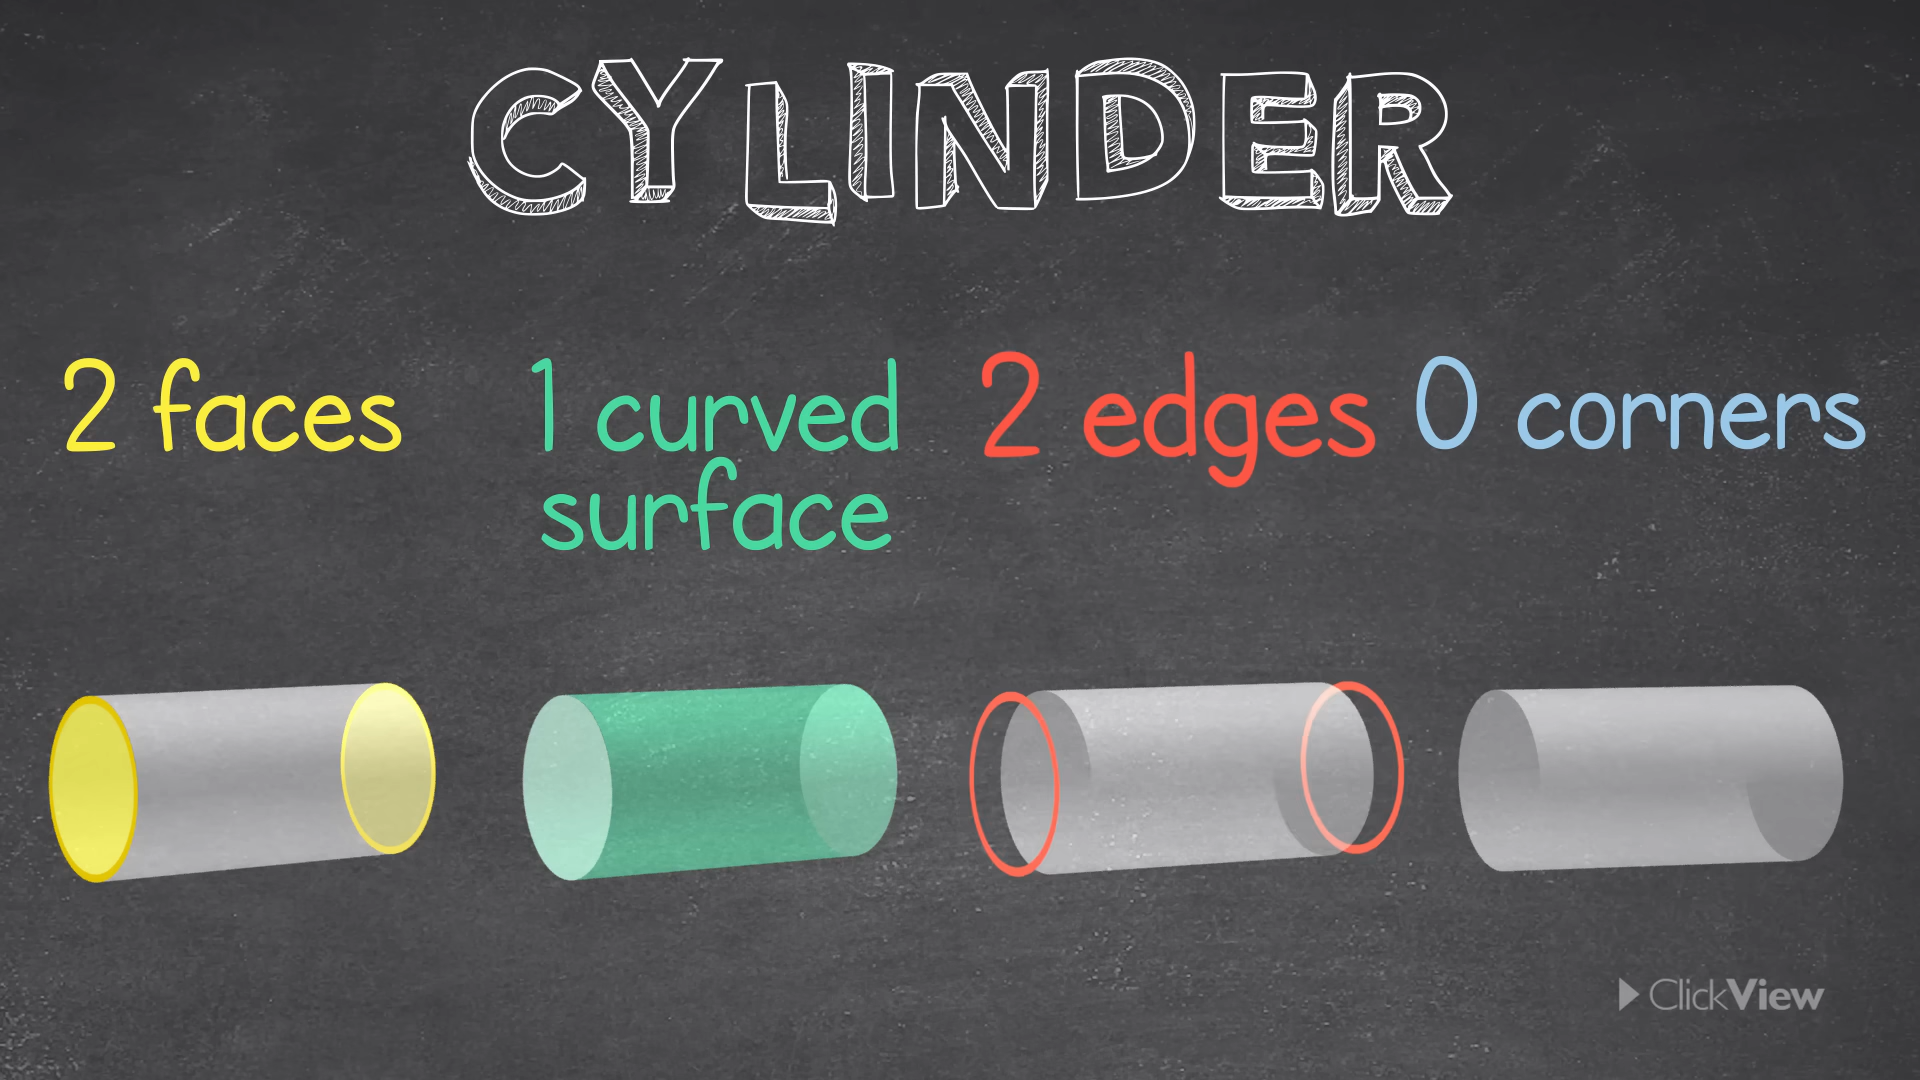 CYLINDER
2 faces
1 curved
surface
2 edges
0 corners
ClickView